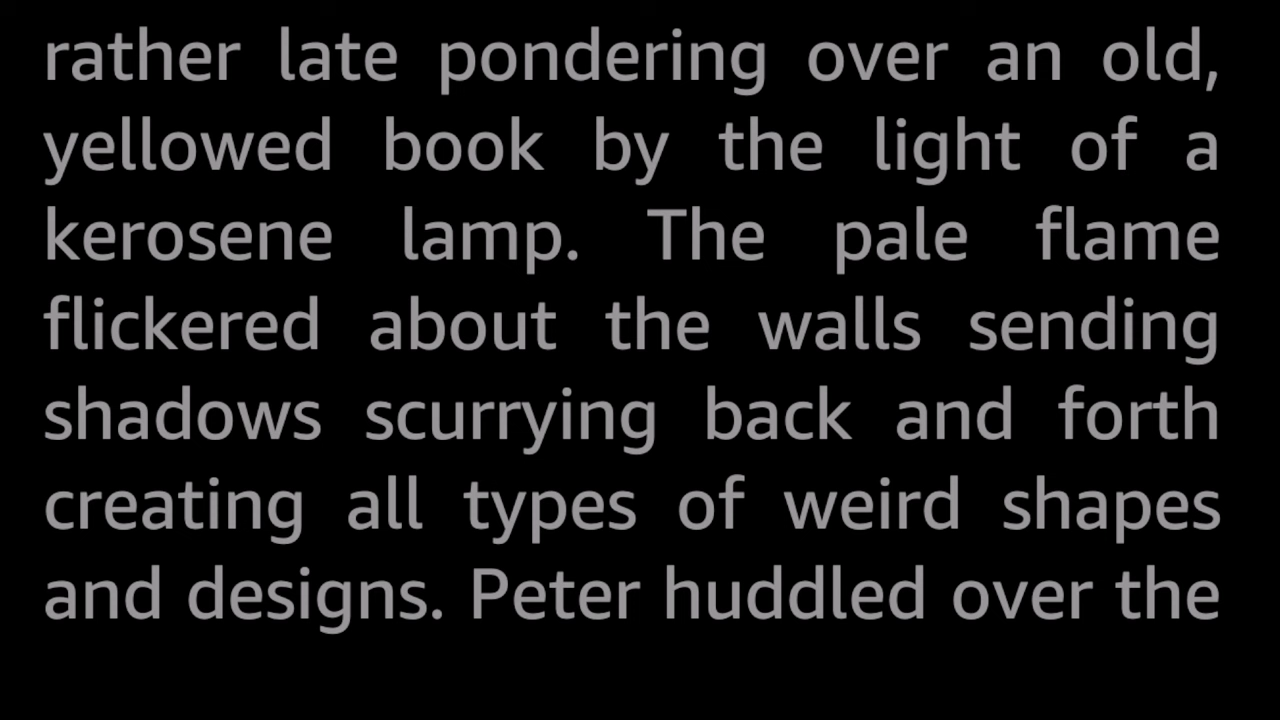 rather late pondering over an old,
yellowed book by the light of a
kerosene lamp. The pale flame
flickered about the walls sending
shadows scurrying back and forth
creating all types of weird shapes
and designs. Peter huddled over the